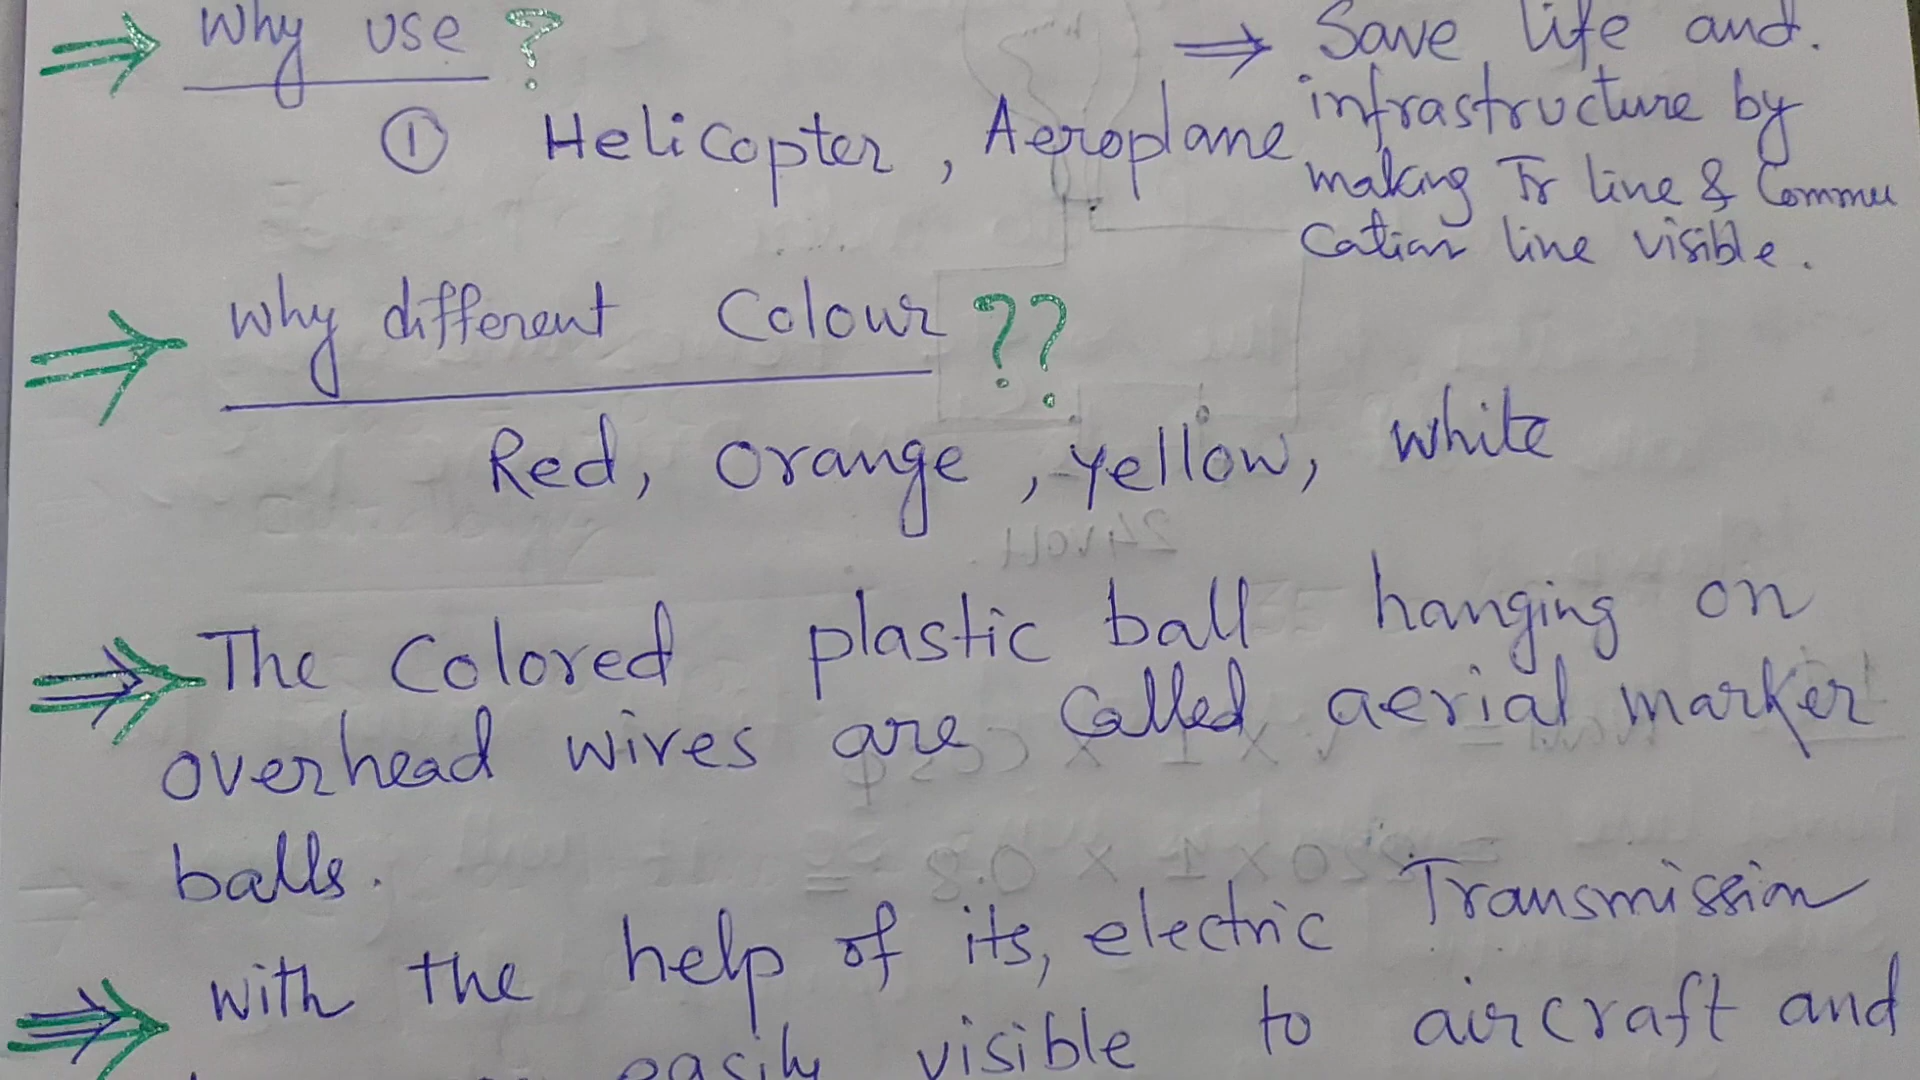 Why use ?
① Helicopter, Aeroplane
⇒ Save life and.
infrastructure by
making Tr line & Commu
cation line visible.
Why different Colour ??
Red, orange, yellow, white
The Colored plastic ball hanging on
overhead wires are called aerial marker
balls.
with the help of its, electric Transmission
easily visible to aircraft and